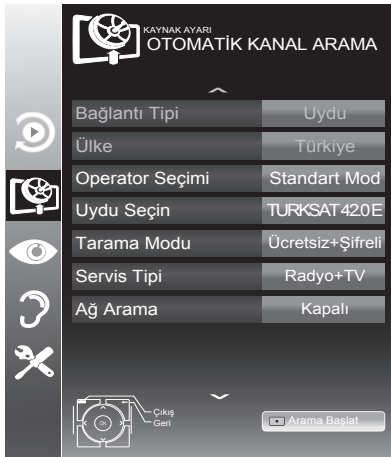 KAYNAK AYARI
OTOMATİK KANAL ARAMA
Bağlantı Tipi Uydu
Ülke Türkiye
Operator Seçimi Standart Mod
Uydu Seçin TURKSAT 42.0 E
Tarama Modu Ücretsiz+Şifreli
Servis Tipi Radyo+TV
Ağ Arama Kapalı
OK
Çıkış
Geri
Arama Başlat